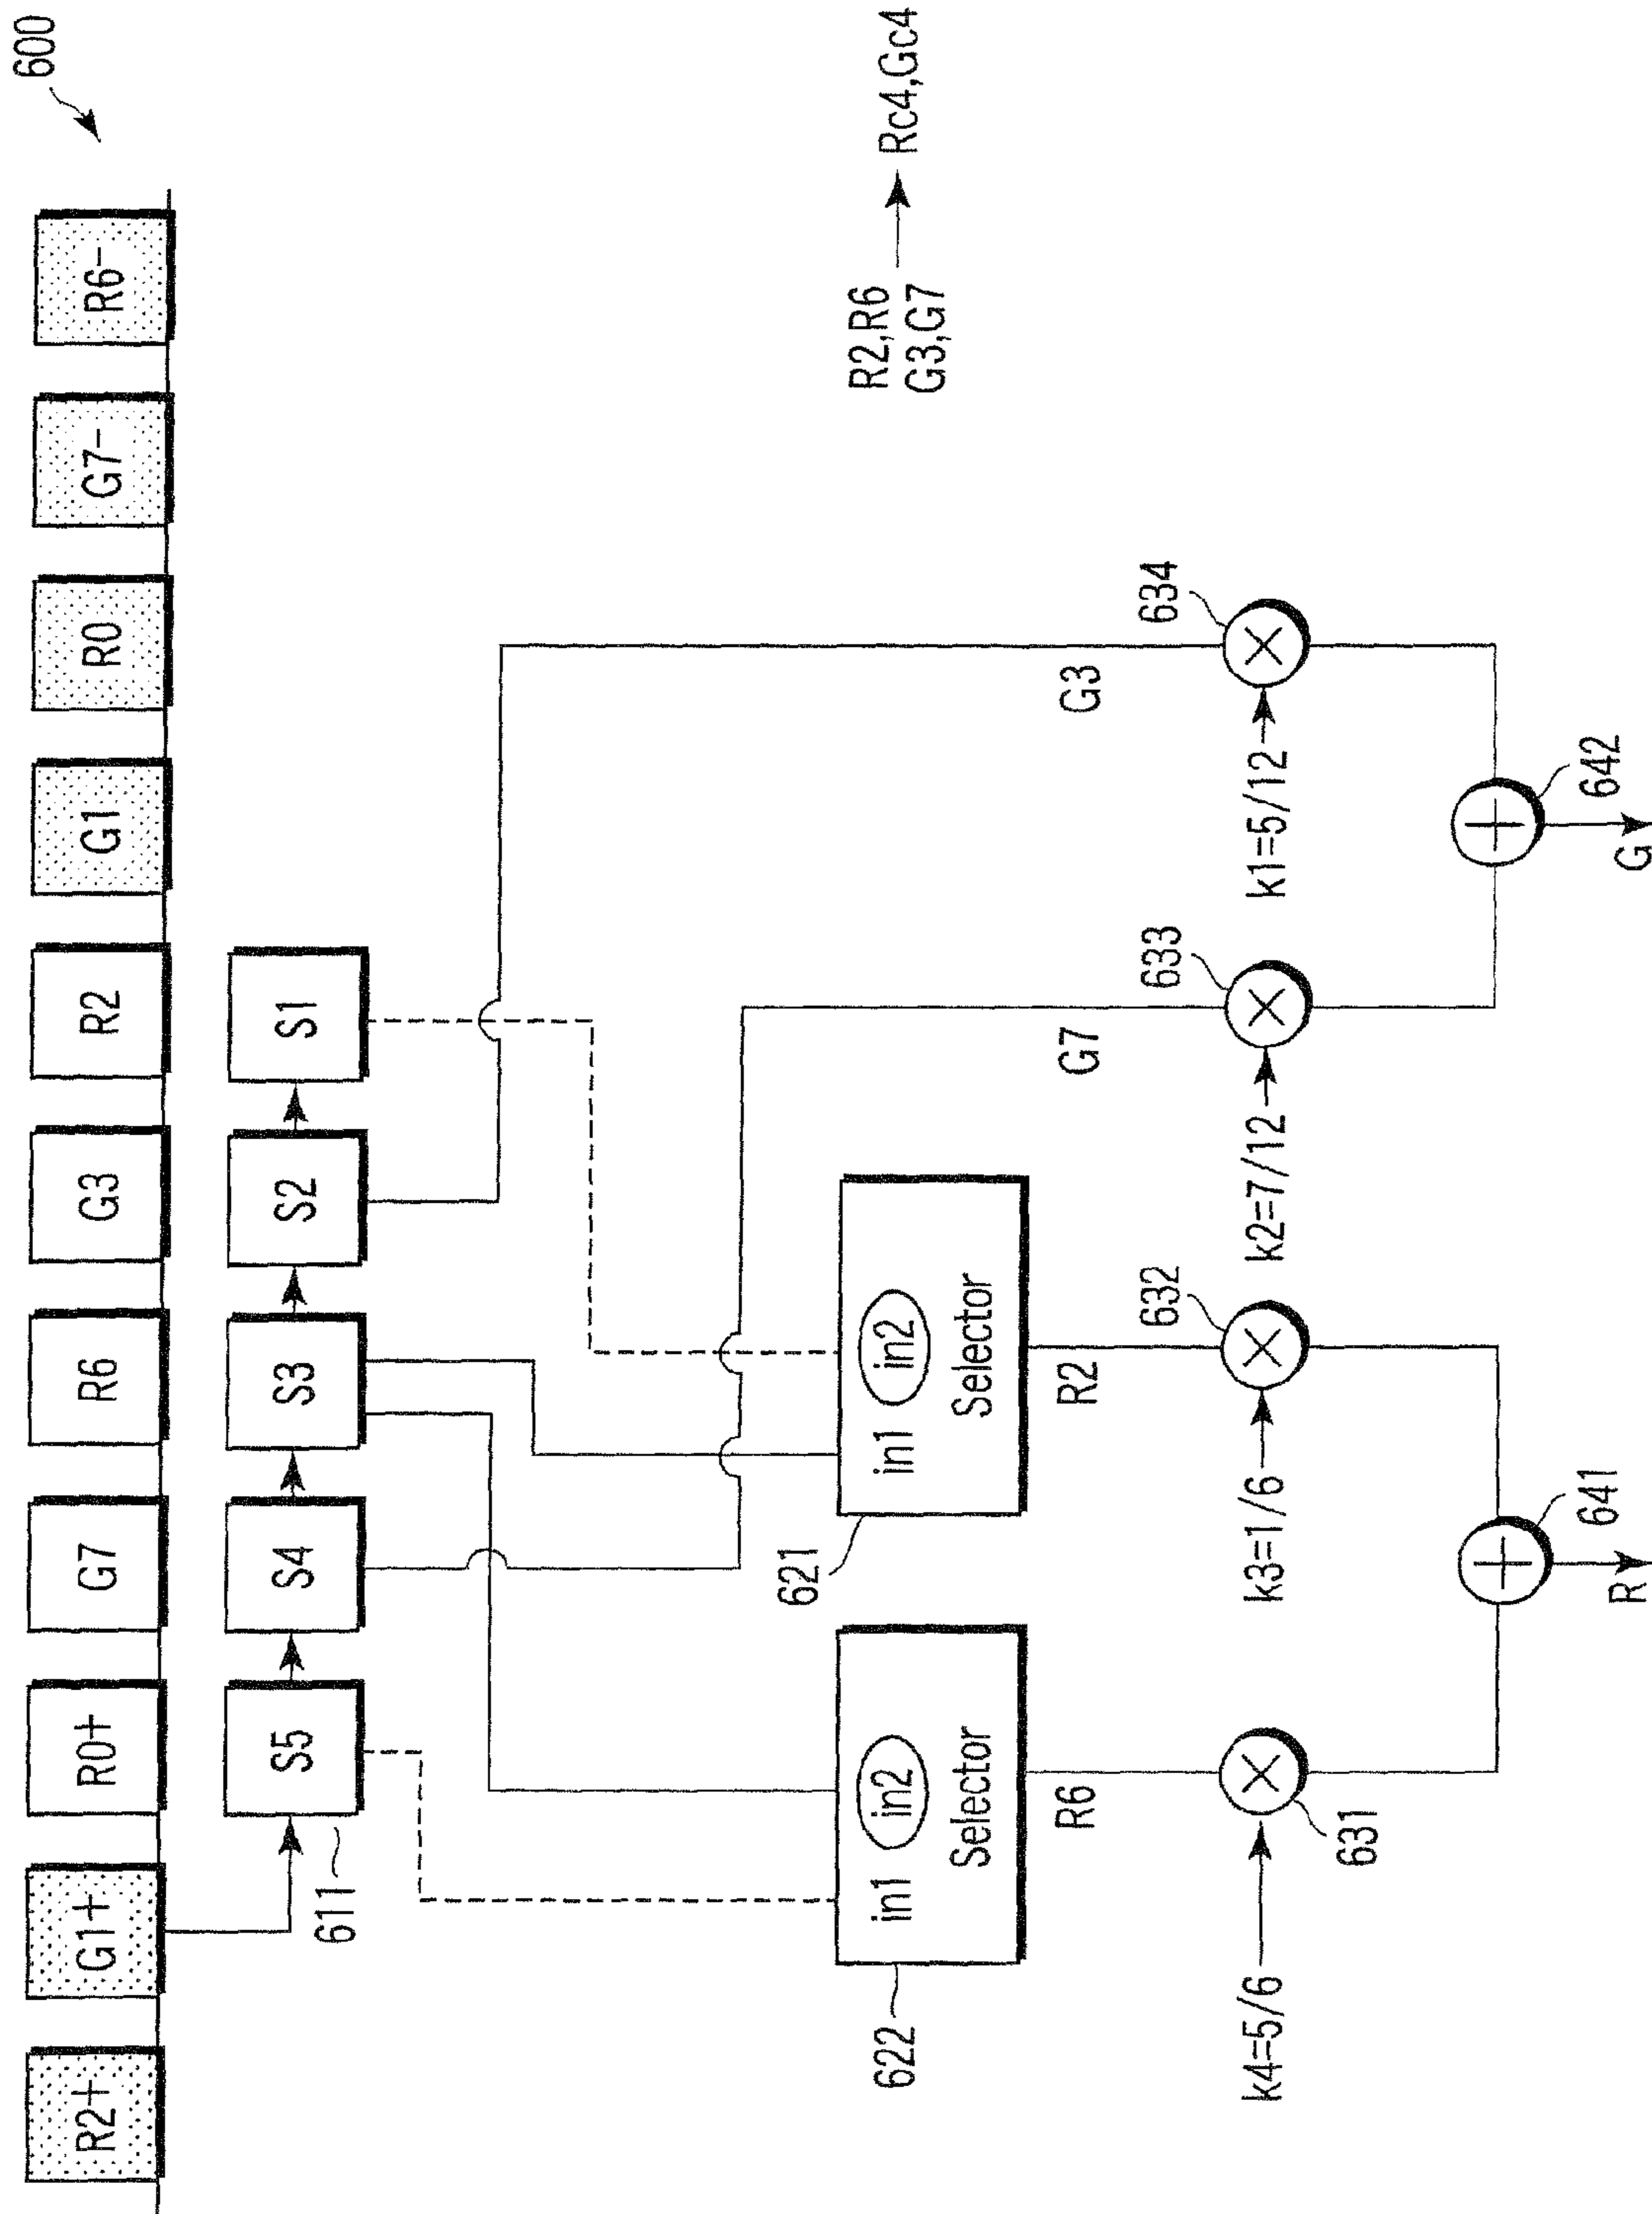 600
R2+ G1+ R0+ G7 R6 G3 R2 G1 R0 G7- R6-
S5 S4 S3 S2 S1
611
R2,R6
G3,G7
Rc4,Gc4
622
in1 in2
Selector
621
in1 in2
Selector
R6
R2
G7
G3
k4=5/6
631
k3=1/6
632
k2=7/12
633
k1=5/12
634
641
642
R
G